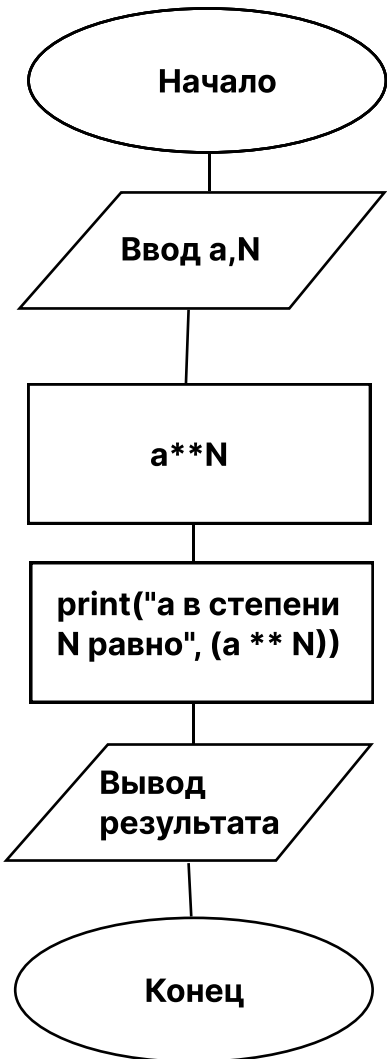 Начало
Ввод a,N
a**N
print("a в степени
N равно", (a ** N))
Вывод
результата
Конец